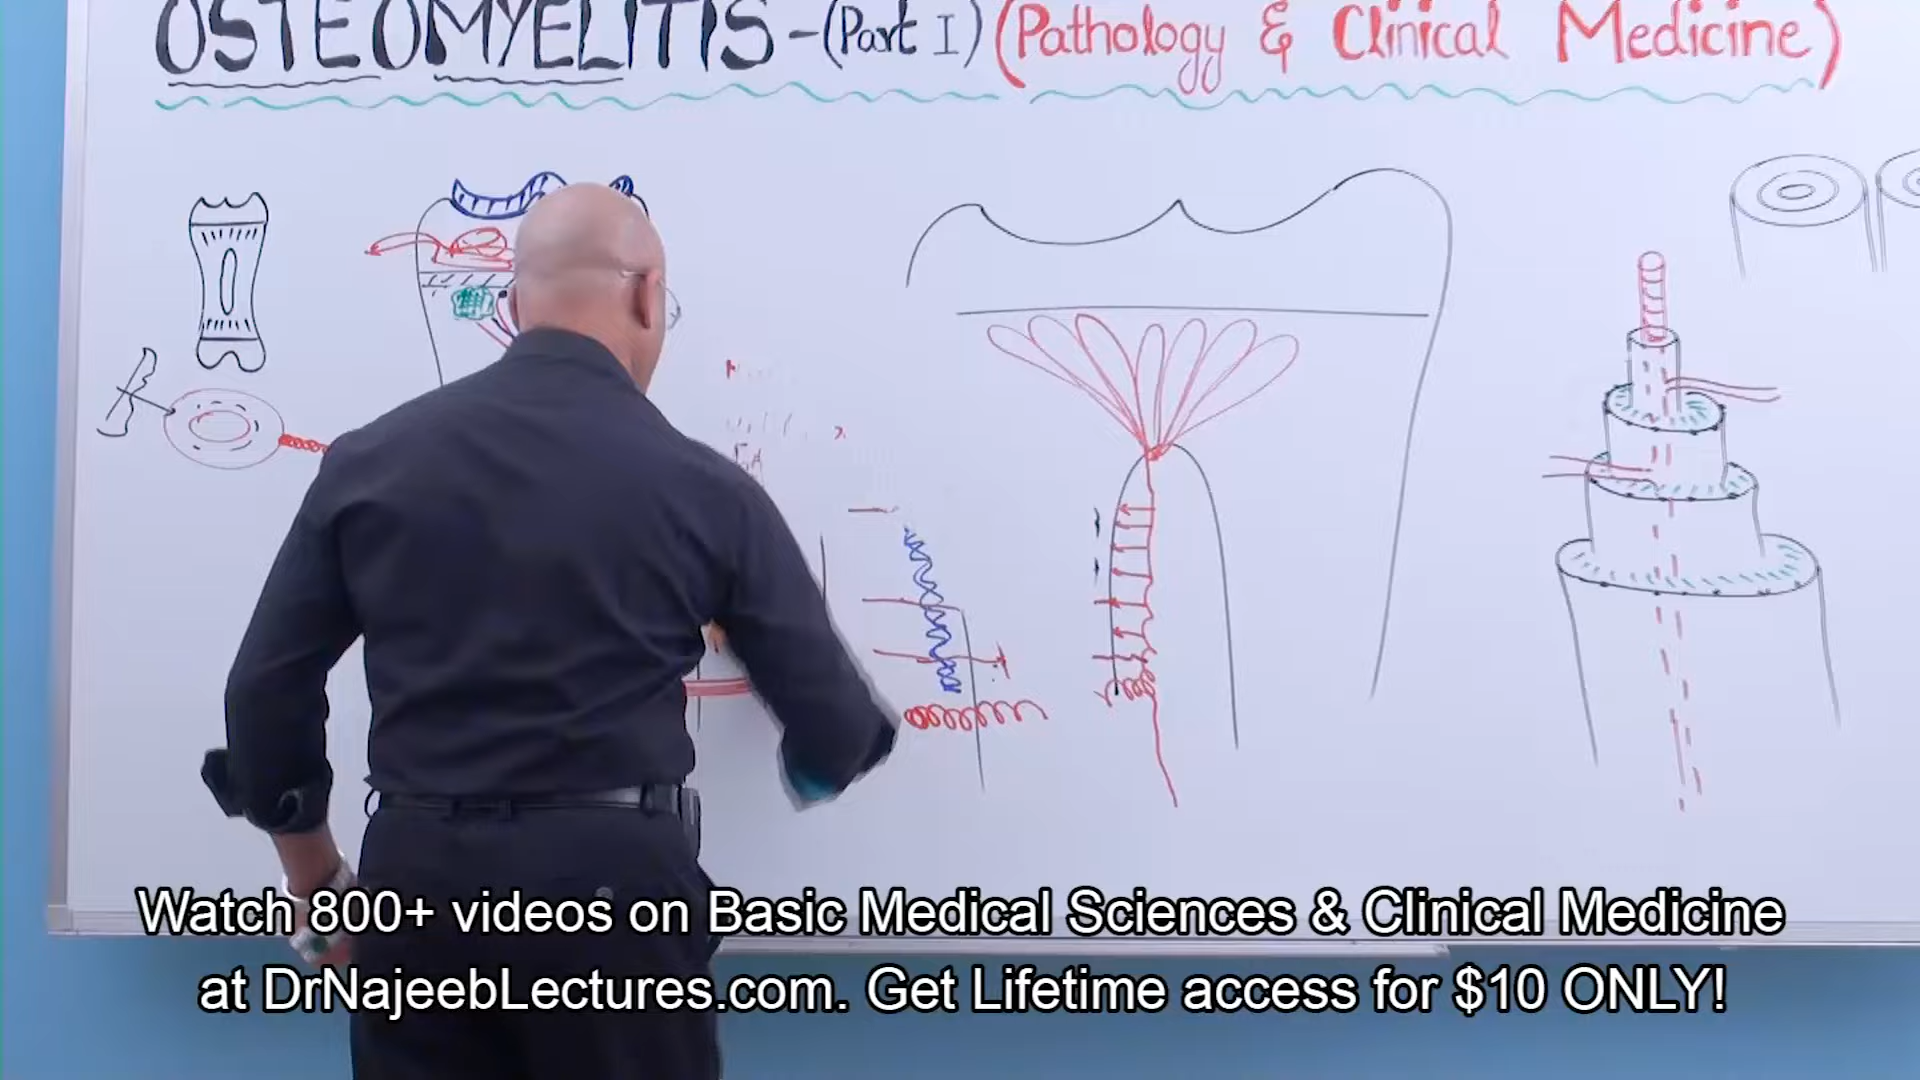 OSTEOMYELITIS - (Part I) (Pathology & Clinical Medicine)
Watch 800+ videos on Basic Medical Sciences & Clinical Medicine
at DrNajeebLectures.com. Get Lifetime access for $10 ONLY!